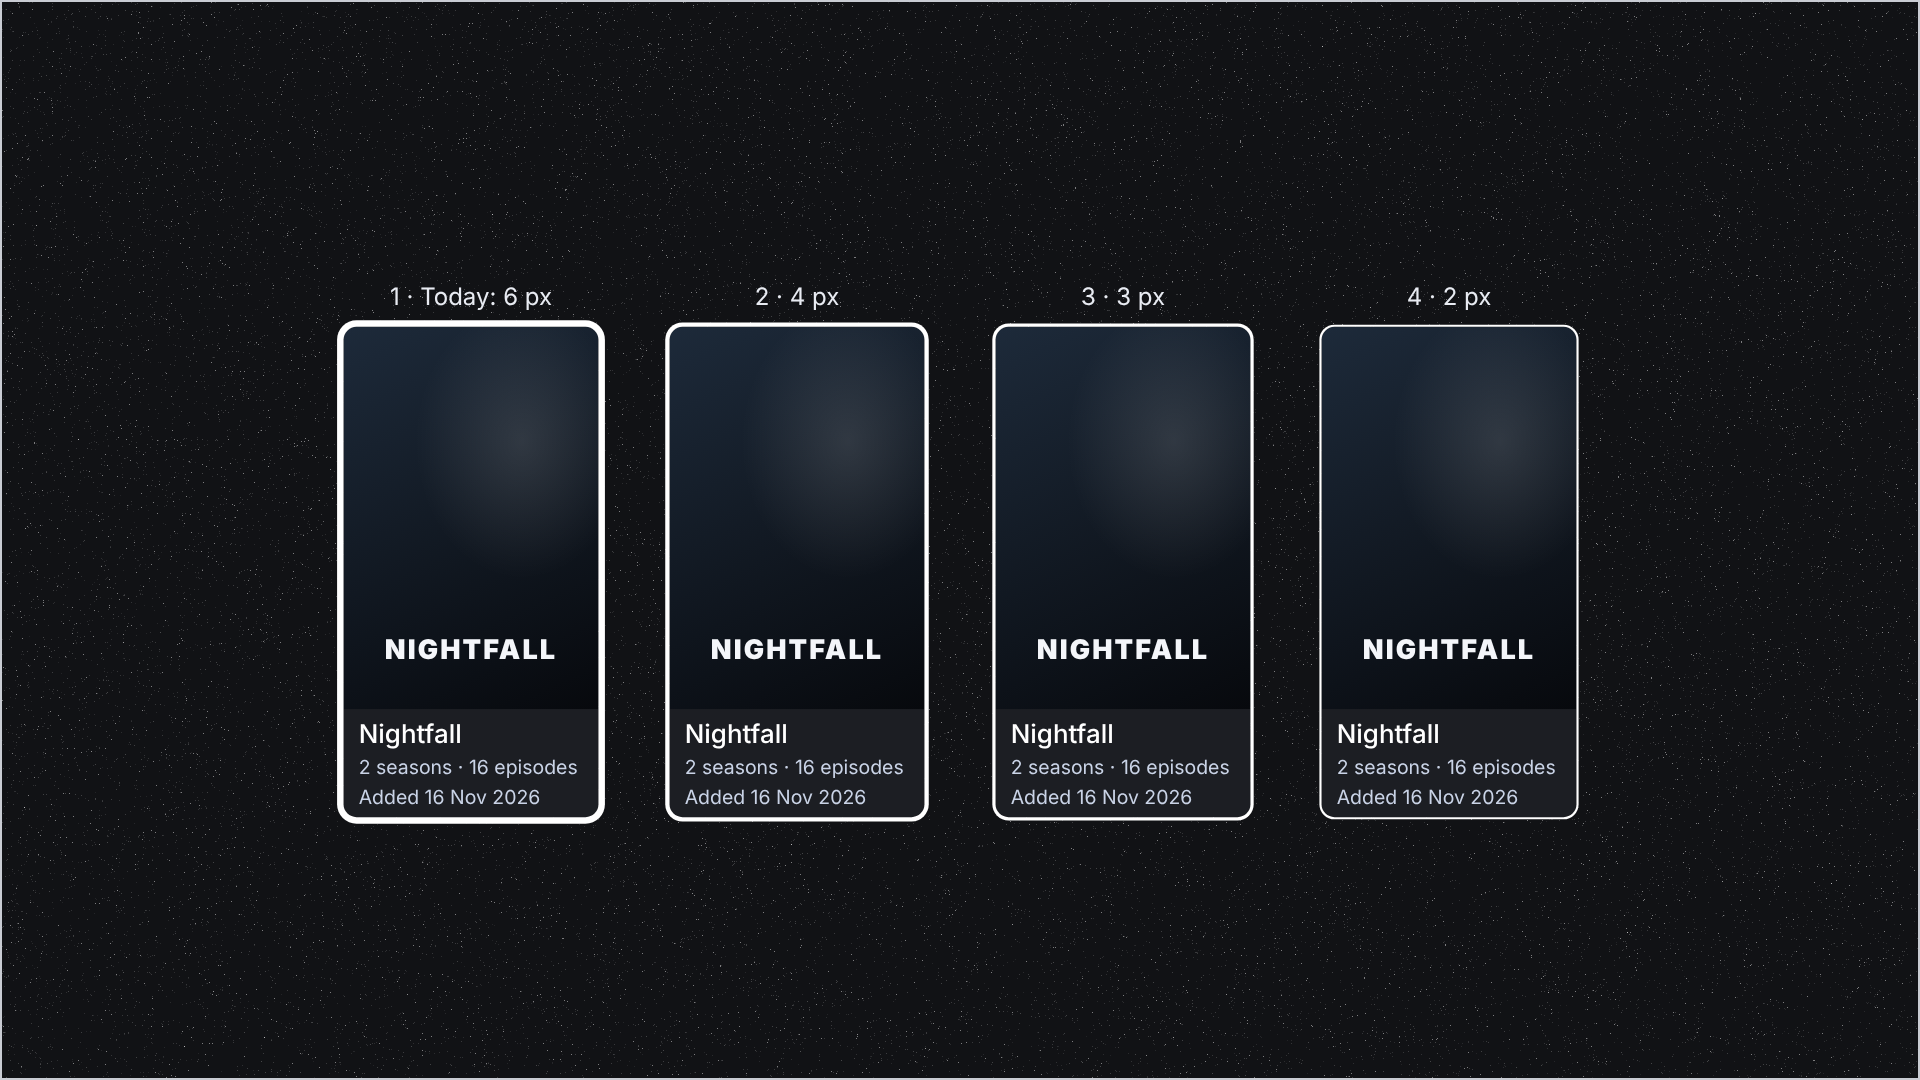 1 · Today: 6 px
NIGHTFALL
Nightfall
2 seasons · 16 episodes
Added 16 Nov 2026
2 · 4 px
NIGHTFALL
Nightfall
2 seasons · 16 episodes
Added 16 Nov 2026
3 · 3 px
NIGHTFALL
Nightfall
2 seasons · 16 episodes
Added 16 Nov 2026
4 · 2 px
NIGHTFALL
Nightfall
2 seasons · 16 episodes
Added 16 Nov 2026